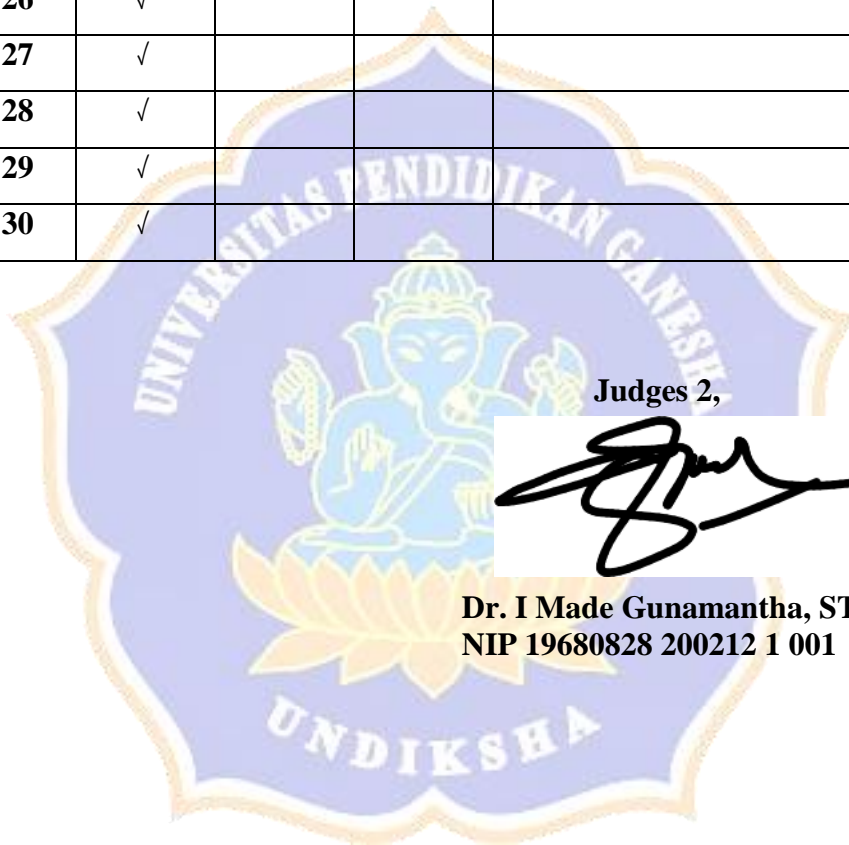 26 √
27 √
28 √
29 √
30 √
UNIVERSITAS PENDIDIKAN GANESHA
Judges 2,
Dr. I Made Gunamantha, ST
NIP 19680828 200212 1 001
UNDIKSHA